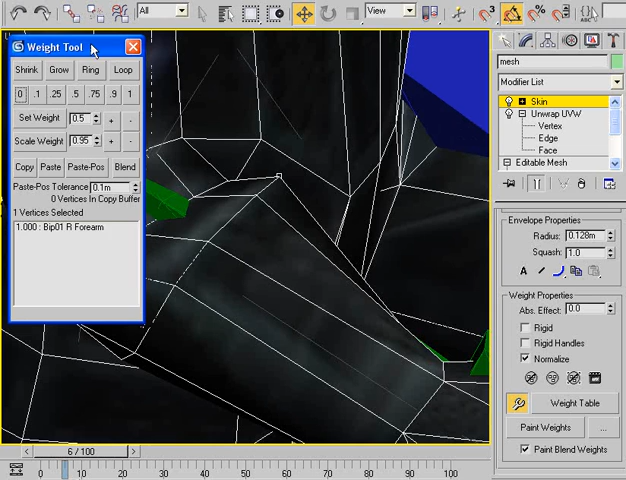 All
View
3
Weight Tool
Shrink Grow Ring Loop
0 .1 .25 .5 .75 .9 1
Set Weight 0.5 + -
Scale Weight 0.95 + -
Copy Paste Paste-Pos Blend
Paste-Pos Tolerance 0.1m
0 Vertices In Copy Buffer
1 Vertices Selected
1.000 : Bip01 R Forearm
mesh
Modifier List
Skin
Unwrap UVW
Vertex
Edge
Face
Editable Mesh
Envelope Properties
Radius: 0.128m
Squash: 1.0
A
Weight Properties
Abs. Effect: 0.0
Rigid
Rigid Handles
Normalize
Weight Table
Paint Weights ...
Paint Blend Weights
6 / 100
0 10 20 30 40 50 60 70 80 90 100